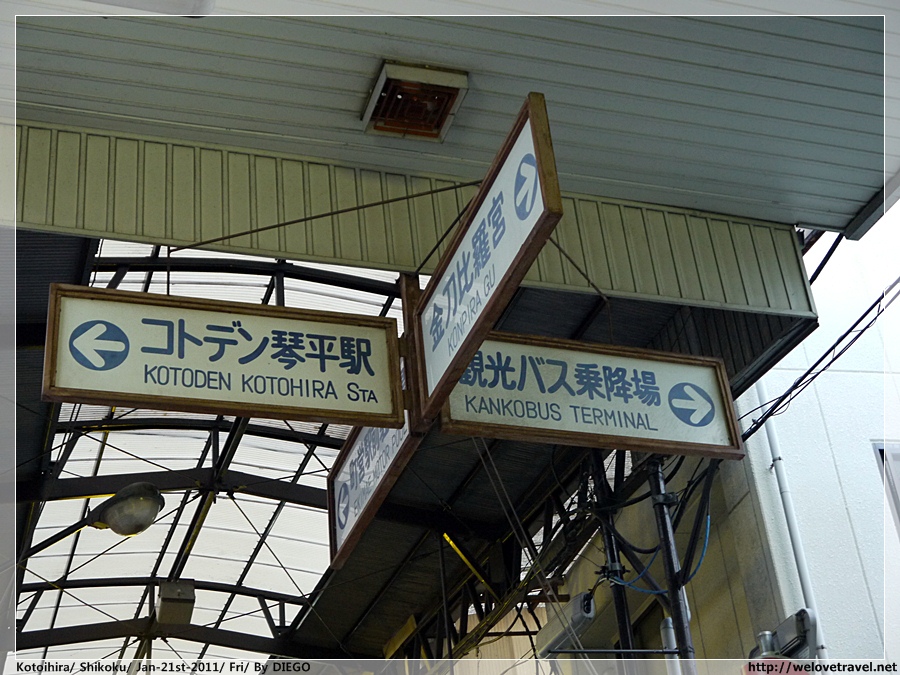 コトデン琴平駅
KOTODEN KOTOHIRA STA
金刀比羅宮
KONPIRA GU
観光バス乗降場
KANKOBUS TERMINAL
Kotoihira/ Shikoku/ Jan-21st-2011/ Fri/ By DIEGO
http://welovetravel.net